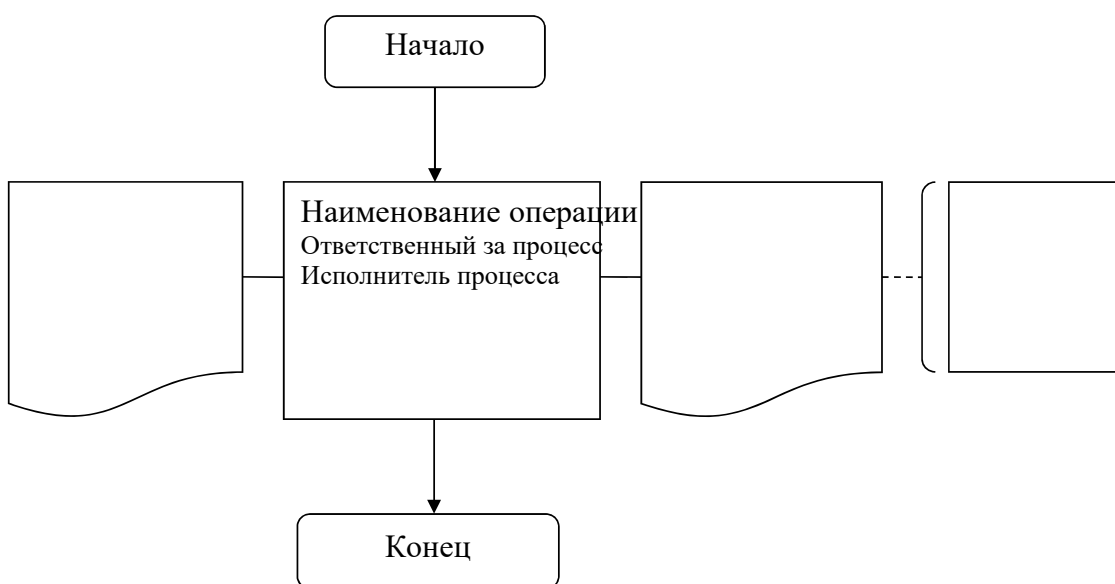 Начало
Наименование операции
Ответственный за процесс
Исполнитель процесса
Конец